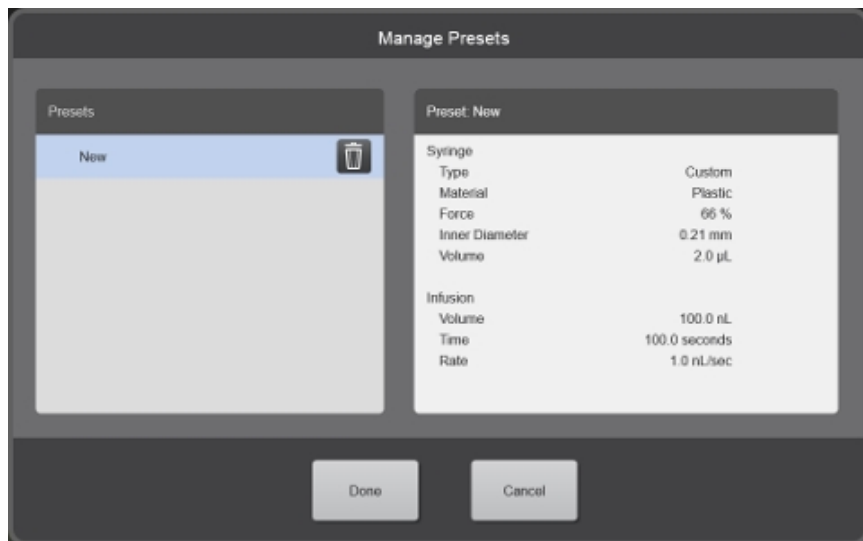 Manage Presets
Presets
New
Preset: New
Syringe
Type Custom
Material Plastic
Force 66 %
Inner Diameter 0.21 mm
Volume 2.0 µL
Infusion
Volume 100.0 nL
Time 100.0 seconds
Rate 1.0 nL/sec
Done Cancel